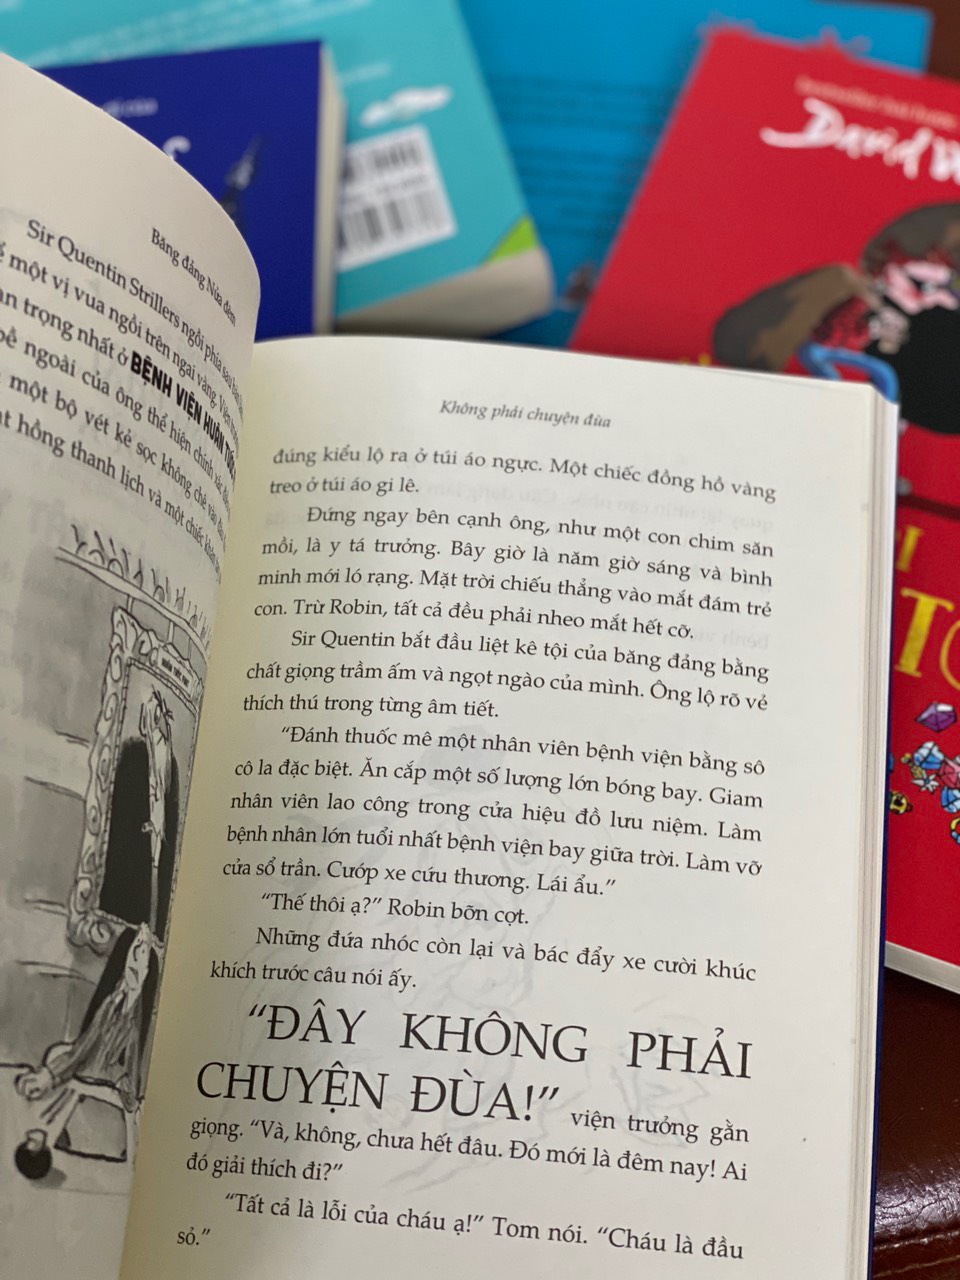 David
Băng đảng Nửa đêm
Sir Quentin Strillers ngồi phía sau
một vị vua ngồi trên ngai vàng.
trọng nhất ở BỆNH VIỆN HUÂN
ngoài của ông thể hiện chính xác
một bộ vét kẻ sọc không chê vào
hồng thanh lịch và một chiếc khăn
Không phải chuyện đùa
đúng kiểu lộ ra ở túi áo ngực. Một chiếc đồng hồ vàng
treo ở túi áo gi lê.
Đứng ngay bên cạnh ông, như một con chim săn
mồi, là y tá trưởng. Bây giờ là năm giờ sáng và bình
minh mới ló rạng. Mặt trời chiếu thẳng vào mắt đám trẻ
con. Trừ Robin, tất cả đều phải nheo mắt hết cỡ.
Sir Quentin bắt đầu liệt kê tội của băng đảng bằng
chất giọng trầm ấm và ngọt ngào của mình. Ông lộ rõ vẻ
thích thú trong từng âm tiết.
“Đánh thuốc mê một nhân viên bệnh viện bằng sô
cô la đặc biệt. Ăn cắp một số lượng lớn bóng bay. Giam
nhân viên lao công trong cửa hiệu đồ lưu niệm. Làm
bệnh nhân lớn tuổi nhất bệnh viện bay giữa trời. Làm vỡ
cửa sổ trần. Cướp xe cứu thương. Lái ẩu.”
“Thế thôi ạ?” Robin bỡn cợt.
Những đứa nhóc còn lại và bác đẩy xe cười khúc
khích trước câu nói ấy.
“ĐÂY KHÔNG PHẢI
CHUYỆN ĐÙA!” viện trưởng gằn
giọng. “Và, không, chưa hết đâu. Đó mới là đêm nay! Ai
đó giải thích đi?”
“Tất cả là lỗi của cháu ạ!” Tom nói. “Cháu là đầu
sỏ.”